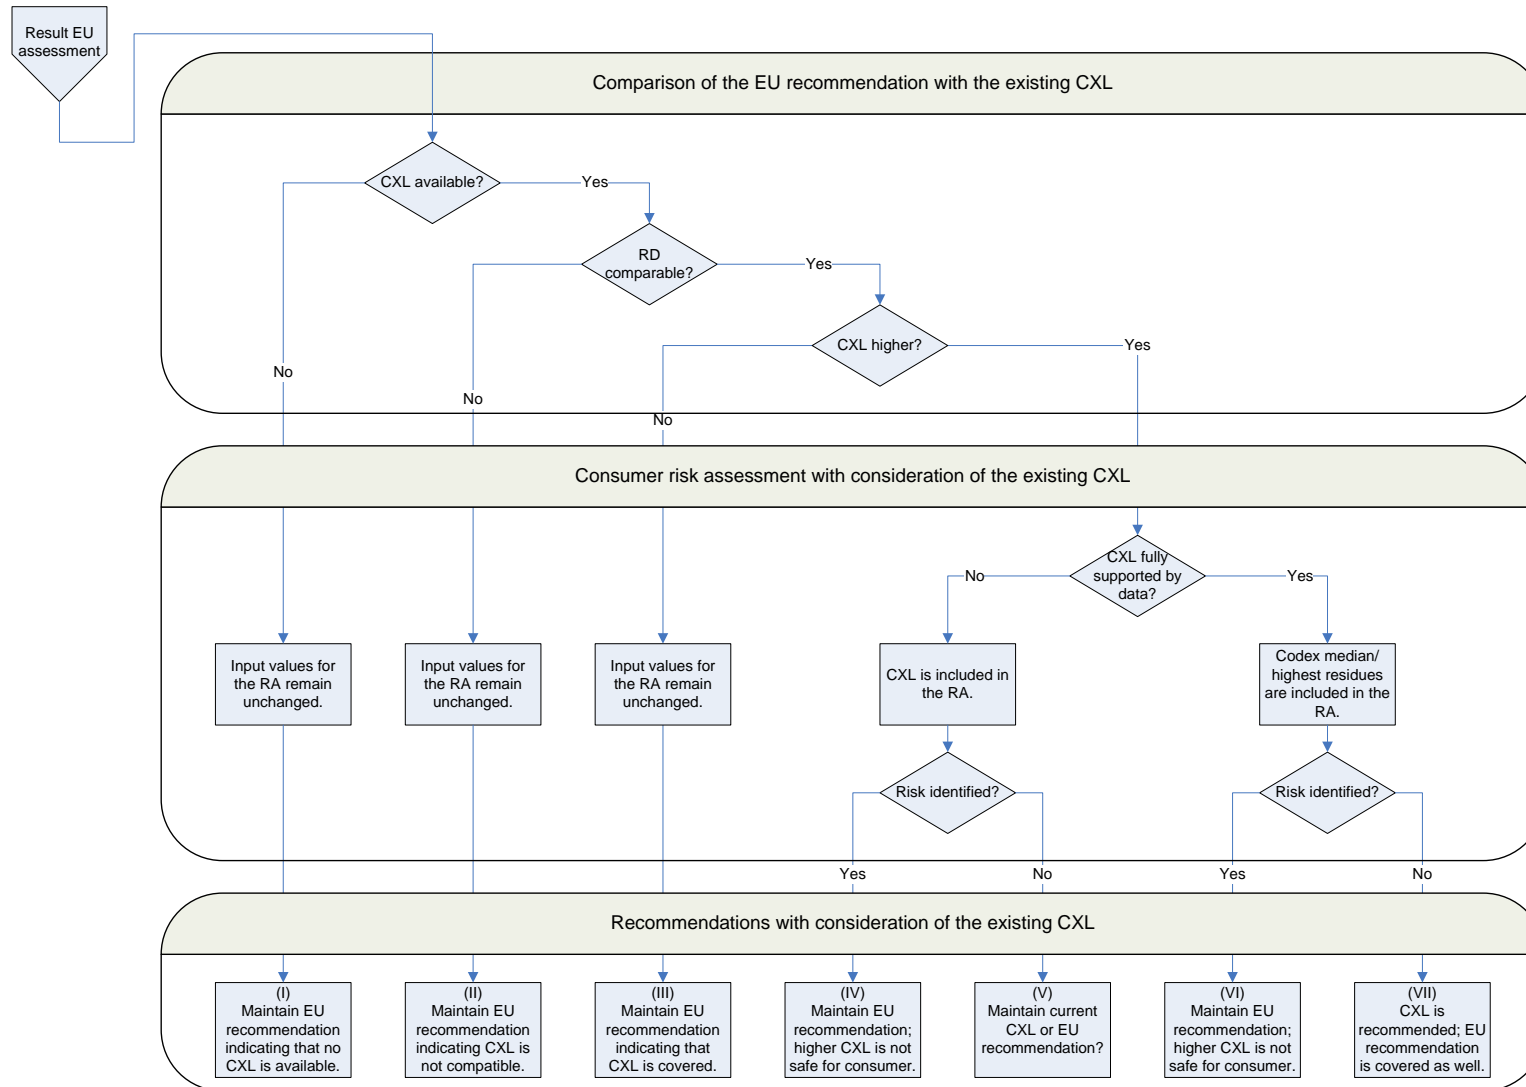 Result EU
assessment
Comparison of the EU recommendation with the existing CXL
CXL available?
Yes
RD
comparable?
Yes
CXL higher?
Yes
No
No
No
Consumer risk assessment with consideration of the existing CXL
CXL fully
supported by
data?
No
Yes
Input values for
the RA remain
unchanged.
Input values for
the RA remain
unchanged.
Input values for
the RA remain
unchanged.
CXL is included in
the RA.
Codex median/
highest residues
are included in the
RA.
Risk identified?
Risk identified?
Yes
No
Yes
No
Recommendations with consideration of the existing CXL
(I)
Maintain EU
recommendation
indicating that no
CXL is available.
(II)
Maintain EU
recommendation
indicating CXL is
not compatible.
(III)
Maintain EU
recommendation
indicating that
CXL is covered.
(IV)
Maintain EU
recommendation;
higher CXL is not
safe for consumer.
(V)
Maintain current
CXL or EU
recommendation?
(VI)
Maintain EU
recommendation;
higher CXL is not
safe for consumer.
(VII)
CXL is
recommended; EU
recommendation
is covered as well.